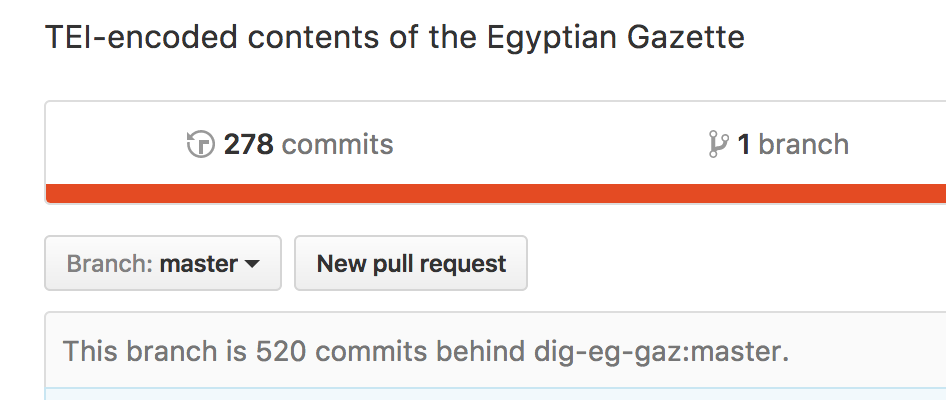 TEI-encoded contents of the Egyptian Gazette
278 commits
1 branch
Branch: master
New pull request
This branch is 520 commits behind dig-eg-gaz:master.